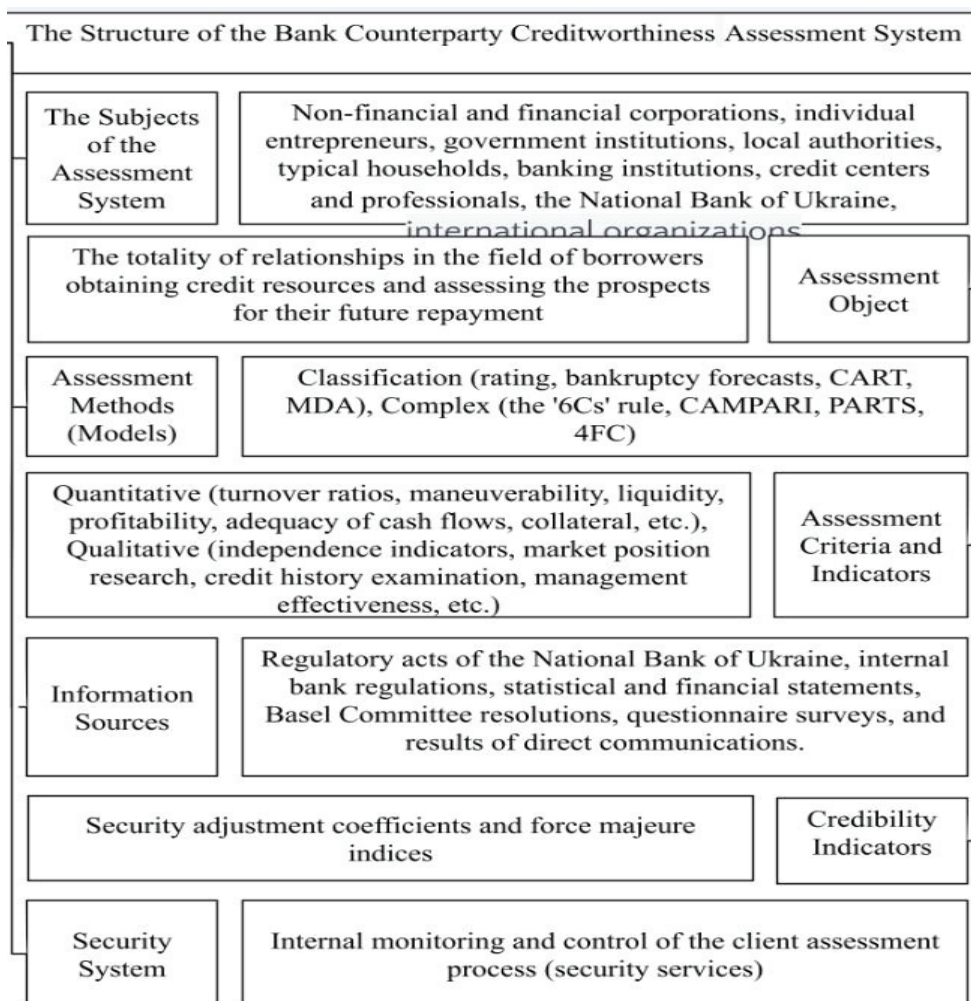 The Structure of the Bank Counterparty Creditworthiness Assessment System
The Subjects
of the
Assessment
System
Non-financial and financial corporations, individual
entrepreneurs, government institutions, local authorities,
typical households, banking institutions, credit centers
and professionals, the National Bank of Ukraine,
international organizations
The totality of relationships in the field of borrowers
obtaining credit resources and assessing the prospects
for their future repayment
Assessment
Object
Assessment
Methods
(Models)
Classification (rating, bankruptcy forecasts, CART,
MDA), Complex (the '6Cs' rule, CAMPARI, PARTS,
4FC)
Quantitative (turnover ratios, maneuverability, liquidity,
profitability, adequacy of cash flows, collateral, etc.),
Qualitative (independence indicators, market position
research, credit history examination, management
effectiveness, etc.)
Assessment
Criteria and
Indicators
Information
Sources
Regulatory acts of the National Bank of Ukraine, internal
bank regulations, statistical and financial statements,
Basel Committee resolutions, questionnaire surveys, and
results of direct communications.
Security adjustment coefficients and force majeure
indices
Credibility
Indicators
Security
System
Internal monitoring and control of the client assessment
process (security services)